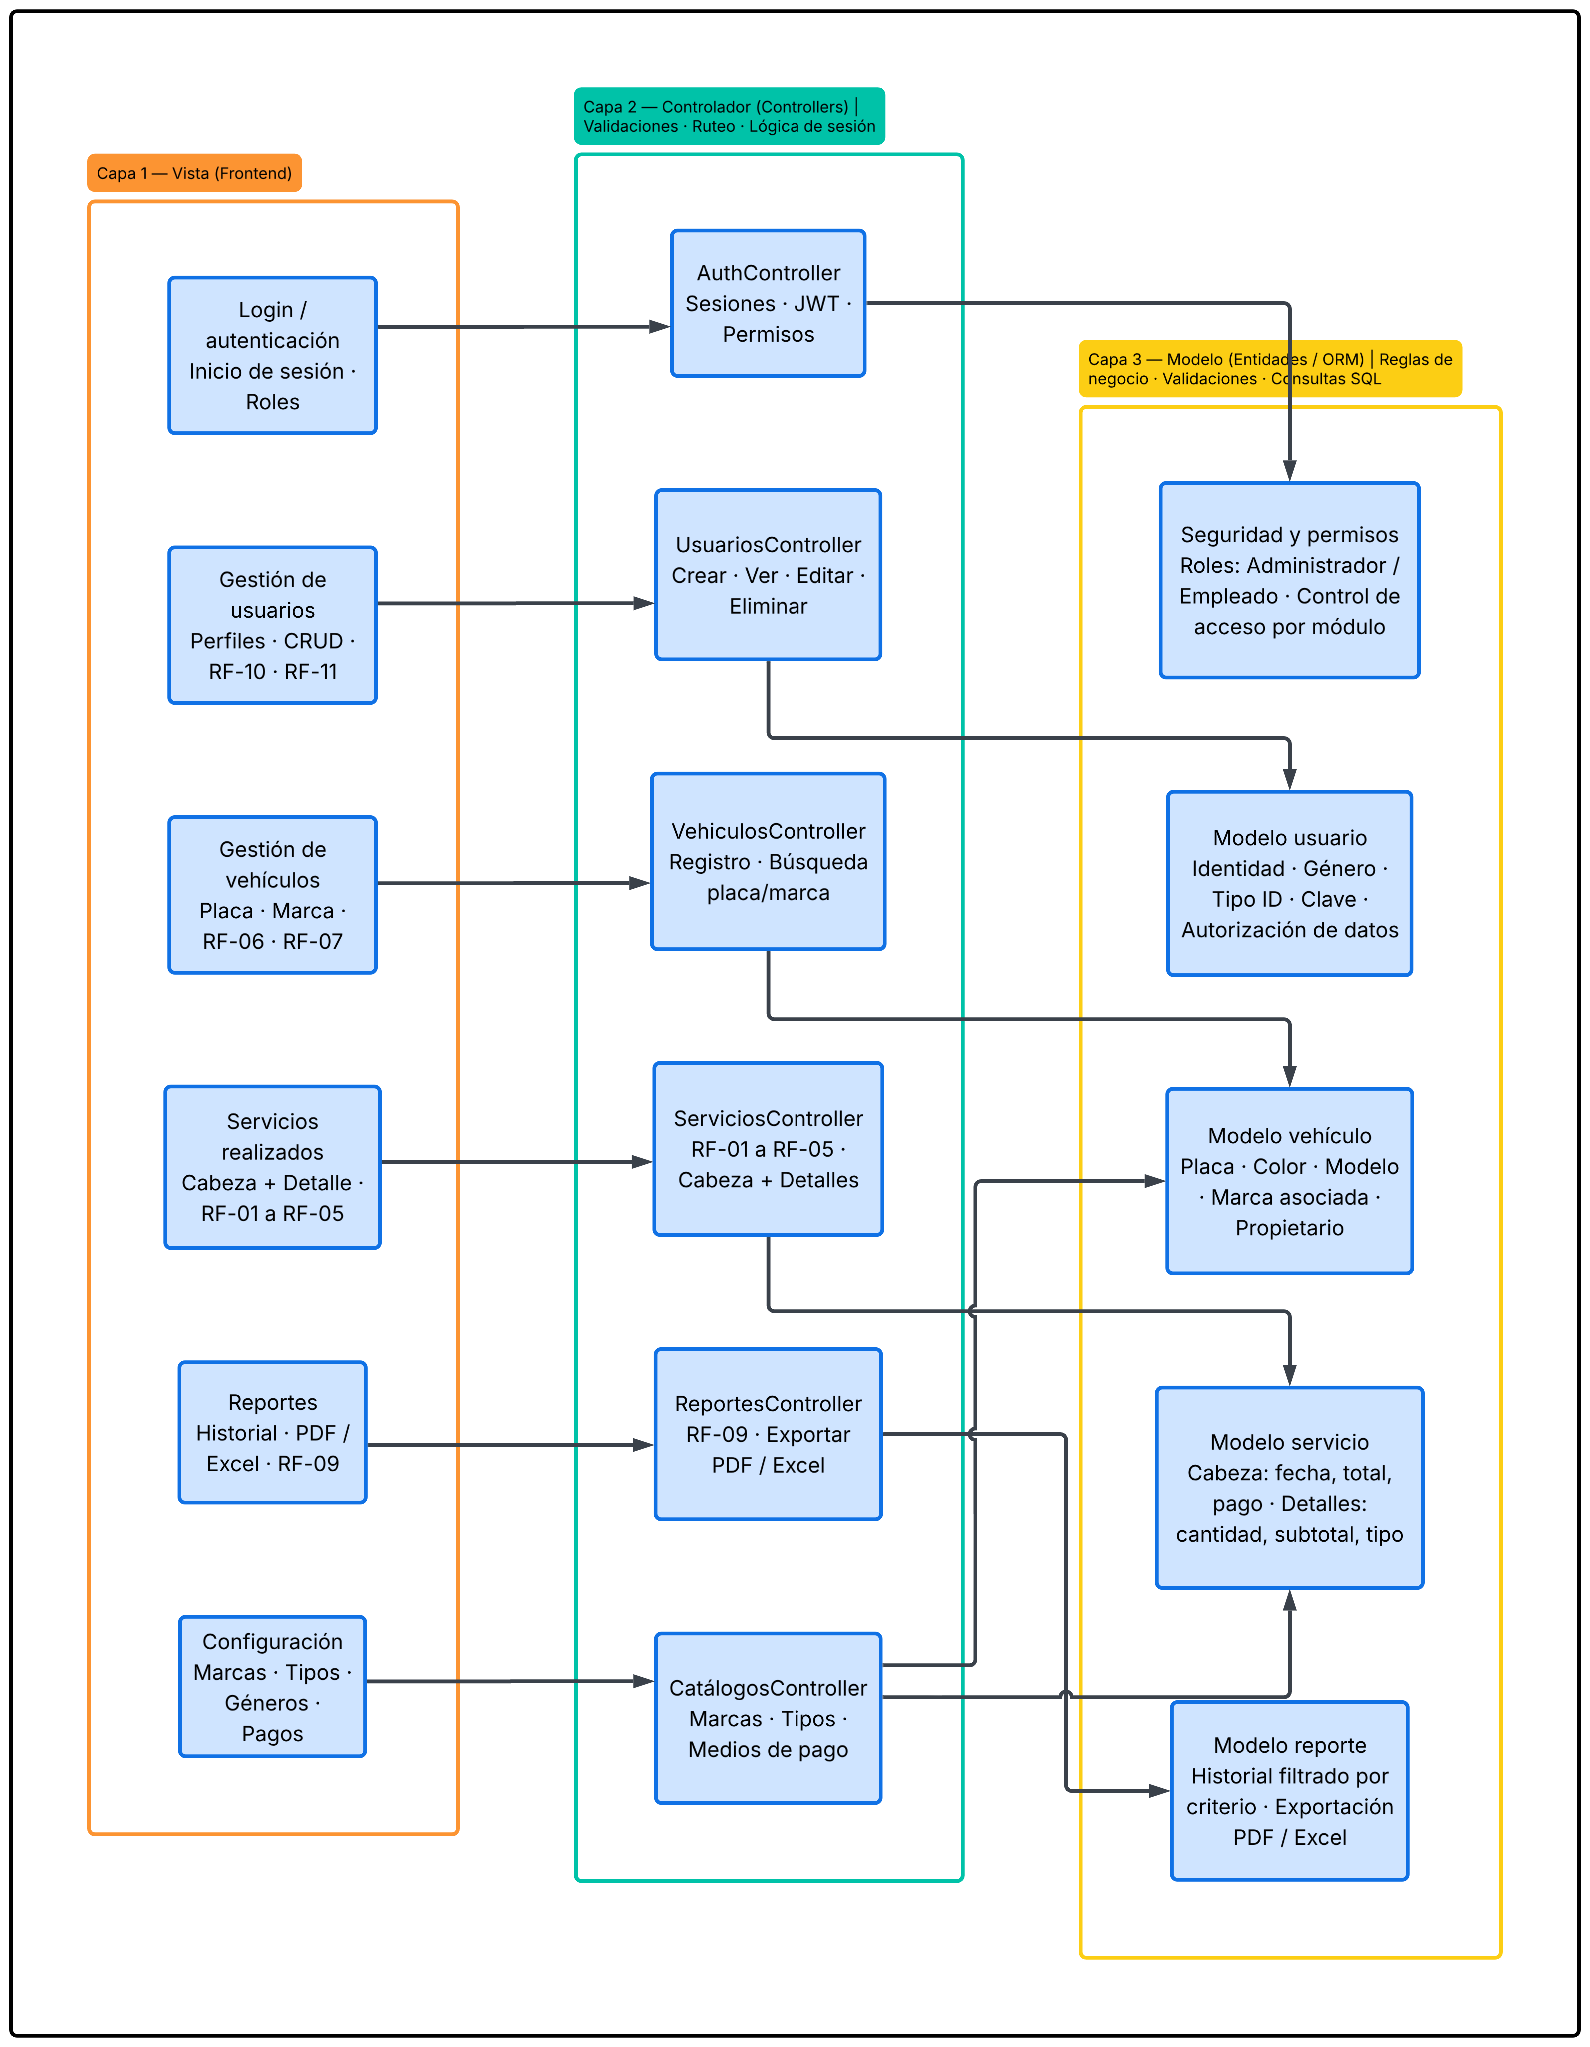 Capa 1 — Vista (Frontend)
Login /
autenticación
Inicio de sesión ·
Roles
Gestión de
usuarios
Perfiles · CRUD ·
RF-10 · RF-11
Gestión de
vehículos
Placa · Marca ·
RF-06 · RF-07
Servicios
realizados
Cabeza + Detalle ·
RF-01 a RF-05
Reportes
Historial · PDF /
Excel · RF-09
Configuración
Marcas · Tipos ·
Géneros ·
Pagos
Capa 2 — Controlador (Controllers) |
Validaciones · Ruteo · Lógica de sesión
AuthController
Sesiones · JWT ·
Permisos
UsuariosController
Crear · Ver · Editar ·
Eliminar
VehiculosController
Registro · Búsqueda
placa/marca
ServiciosController
RF-01 a RF-05 ·
Cabeza + Detalles
ReportesController
RF-09 · Exportar
PDF / Excel
CatálogosController
Marcas · Tipos ·
Medios de pago
Capa 3 — Modelo (Entidades / ORM) | Reglas de
negocio · Validaciones · Consultas SQL
Seguridad y permisos
Roles: Administrador /
Empleado · Control de
acceso por módulo
Modelo usuario
Identidad · Género ·
Tipo ID · Clave ·
Autorización de datos
Modelo vehículo
Placa · Color · Modelo
· Marca asociada ·
Propietario
Modelo servicio
Cabeza: fecha, total,
pago · Detalles:
cantidad, subtotal, tipo
Modelo reporte
Historial filtrado por
criterio · Exportación
PDF / Excel